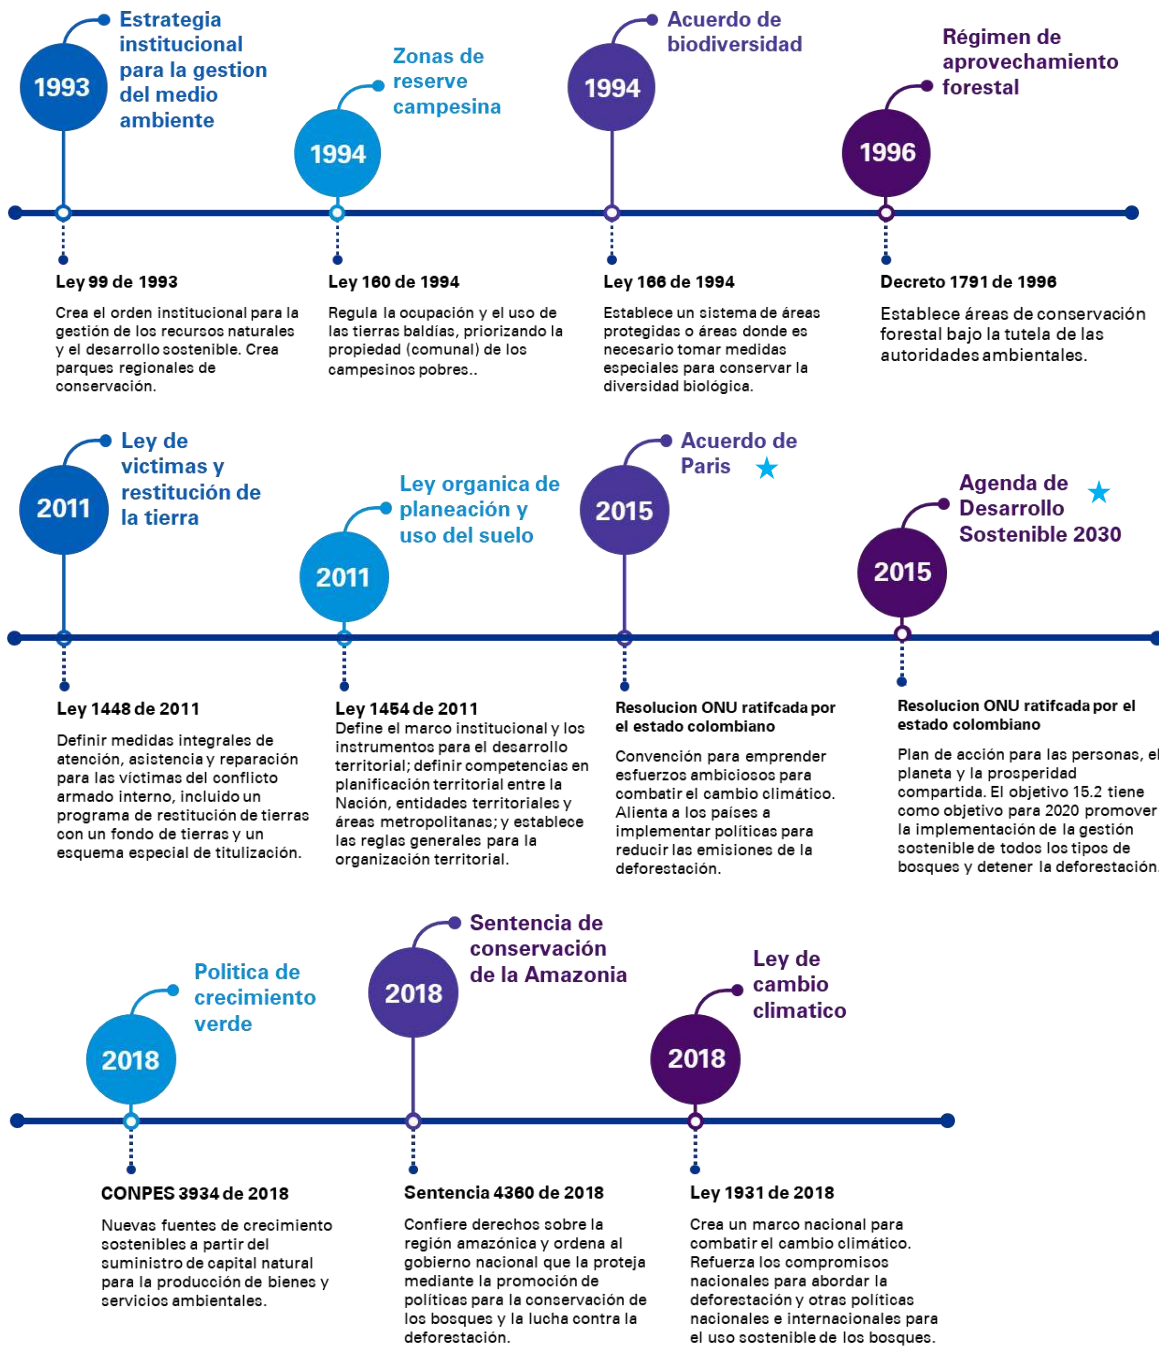 Estrategia
institucional
para la gestion
del medio
ambiente
1993
Ley 99 de 1993
Crea el orden institucional para la
gestión de los recursos naturales
y el desarrollo sostenible. Crea
parques regionales de
conservación.
Zonas de
reserve
campesina
1994
Ley 160 de 1994
Regula la ocupación y el uso de
las tierras baldías, priorizando la
propiedad (comunal) de los
campesinos pobres..
Acuerdo de
biodiversidad
1994
Ley 166 de 1994
Establece un sistema de áreas
protegidas o áreas donde es
necesario tomar medidas
especiales para conservar la
diversidad biológica.
Régimen de
aprovechamiento
forestal
1996
Decreto 1791 de 1996
Establece áreas de conservación
forestal bajo la tutela de las
autoridades ambientales.
Ley de
victimas y
restitución de
la tierra
2011
Ley 1448 de 2011
Definir medidas integrales de
atención, asistencia y reparación
para las víctimas del conflicto
armado interno, incluido un
programa de restitución de tierras
con un fondo de tierras y un
esquema especial de titulización.
Ley organica de
planeación y
uso del suelo
2011
Ley 1454 de 2011
Define el marco institucional y los
instrumentos para el desarrollo
territorial; definir competencias en
planificación territorial entre la
Nación, entidades territoriales y
áreas metropolitanas; y establece
las reglas generales para la
organización territorial.
Acuerdo de
Paris
2015
Resolucion ONU ratifcada por
el estado colombiano
Convención para emprender
esfuerzos ambiciosos para
combatir el cambio climático.
Alienta a los países a
implementar políticas para
reducir las emisiones de la
deforestación.
Agenda de
Desarrollo
Sostenible 2030
2015
Resolucion ONU ratifcada por el
estado colombiano
Plan de acción para las personas, el
planeta y la prosperidad
compartida. El objetivo 15.2 tiene
como objetivo para 2020 promover
la implementación de la gestión
sostenible de todos los tipos de
bosques y detener la deforestación.
Politica de
crecimiento
verde
2018
CONPES 3934 de 2018
Nuevas fuentes de crecimiento
sostenibles a partir del
suministro de capital natural
para la producción de bienes y
servicios ambientales.
Sentencia de
conservación
de la Amazonia
2018
Sentencia 4360 de 2018
Confiere derechos sobre la
región amazónica y ordena al
gobierno nacional que la proteja
mediante la promoción de
políticas para la conservación de
los bosques y la lucha contra la
deforestación.
Ley de
cambio
climatico
2018
Ley 1931 de 2018
Crea un marco nacional para
combatir el cambio climático.
Refuerza los compromisos
nacionales para abordar la
deforestación y otras políticas
nacionales e internacionales para
el uso sostenible de los bosques.